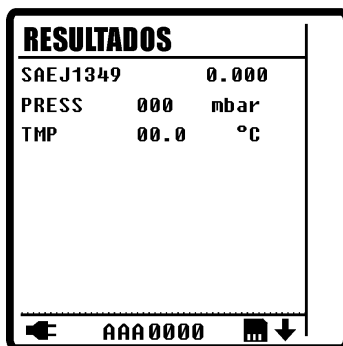 RESULTADOS
SAEJ1349 0.000
PRESS 000 mbar
TMP 00.0 °C
AAA0000